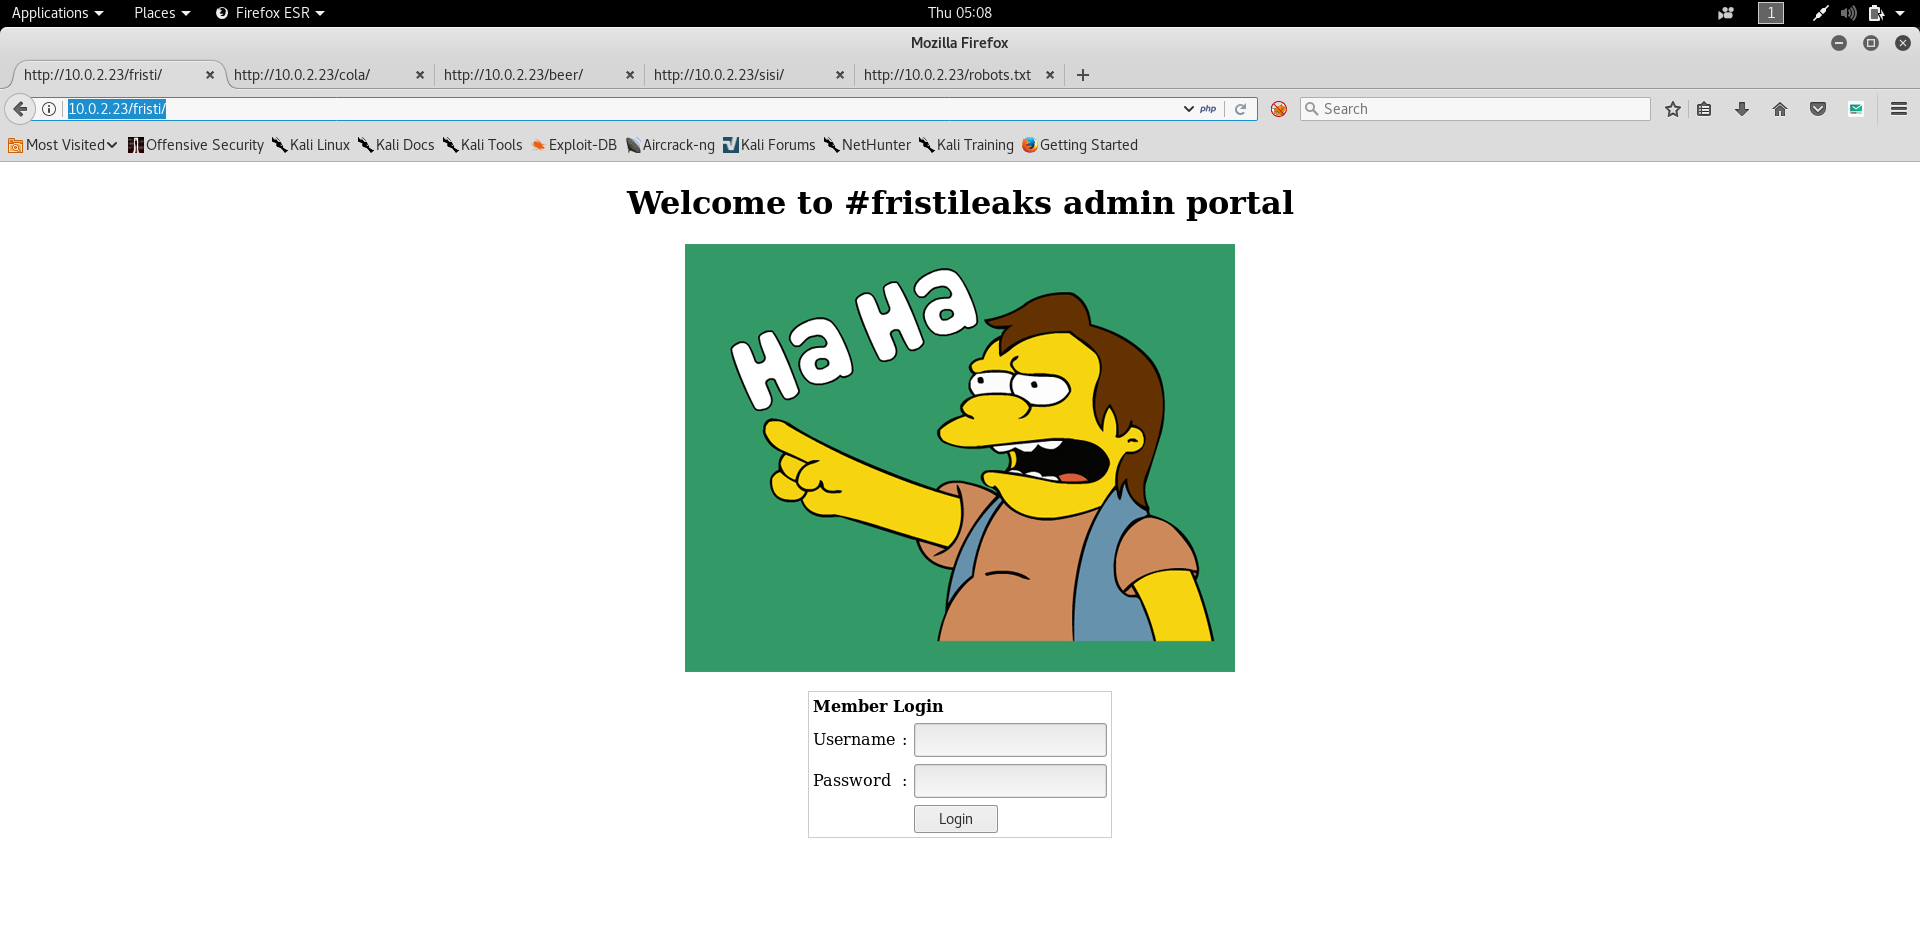 Applications Places Firefox ESR Thu 05:08 1
Mozilla Firefox
http://10.0.2.23/fristi/ http://10.0.2.23/cola/ http://10.0.2.23/beer/ http://10.0.2.23/sisi/ http://10.0.2.23/robots.txt
10.0.2.23/fristi/ php Search
Most Visited Offensive Security Kali Linux Kali Docs Kali Tools Exploit-DB Aircrack-ng Kali Forums NetHunter Kali Training Getting Started
Welcome to #fristileaks admin portal
Ha Ha
Member Login
Username :
Password :
Login